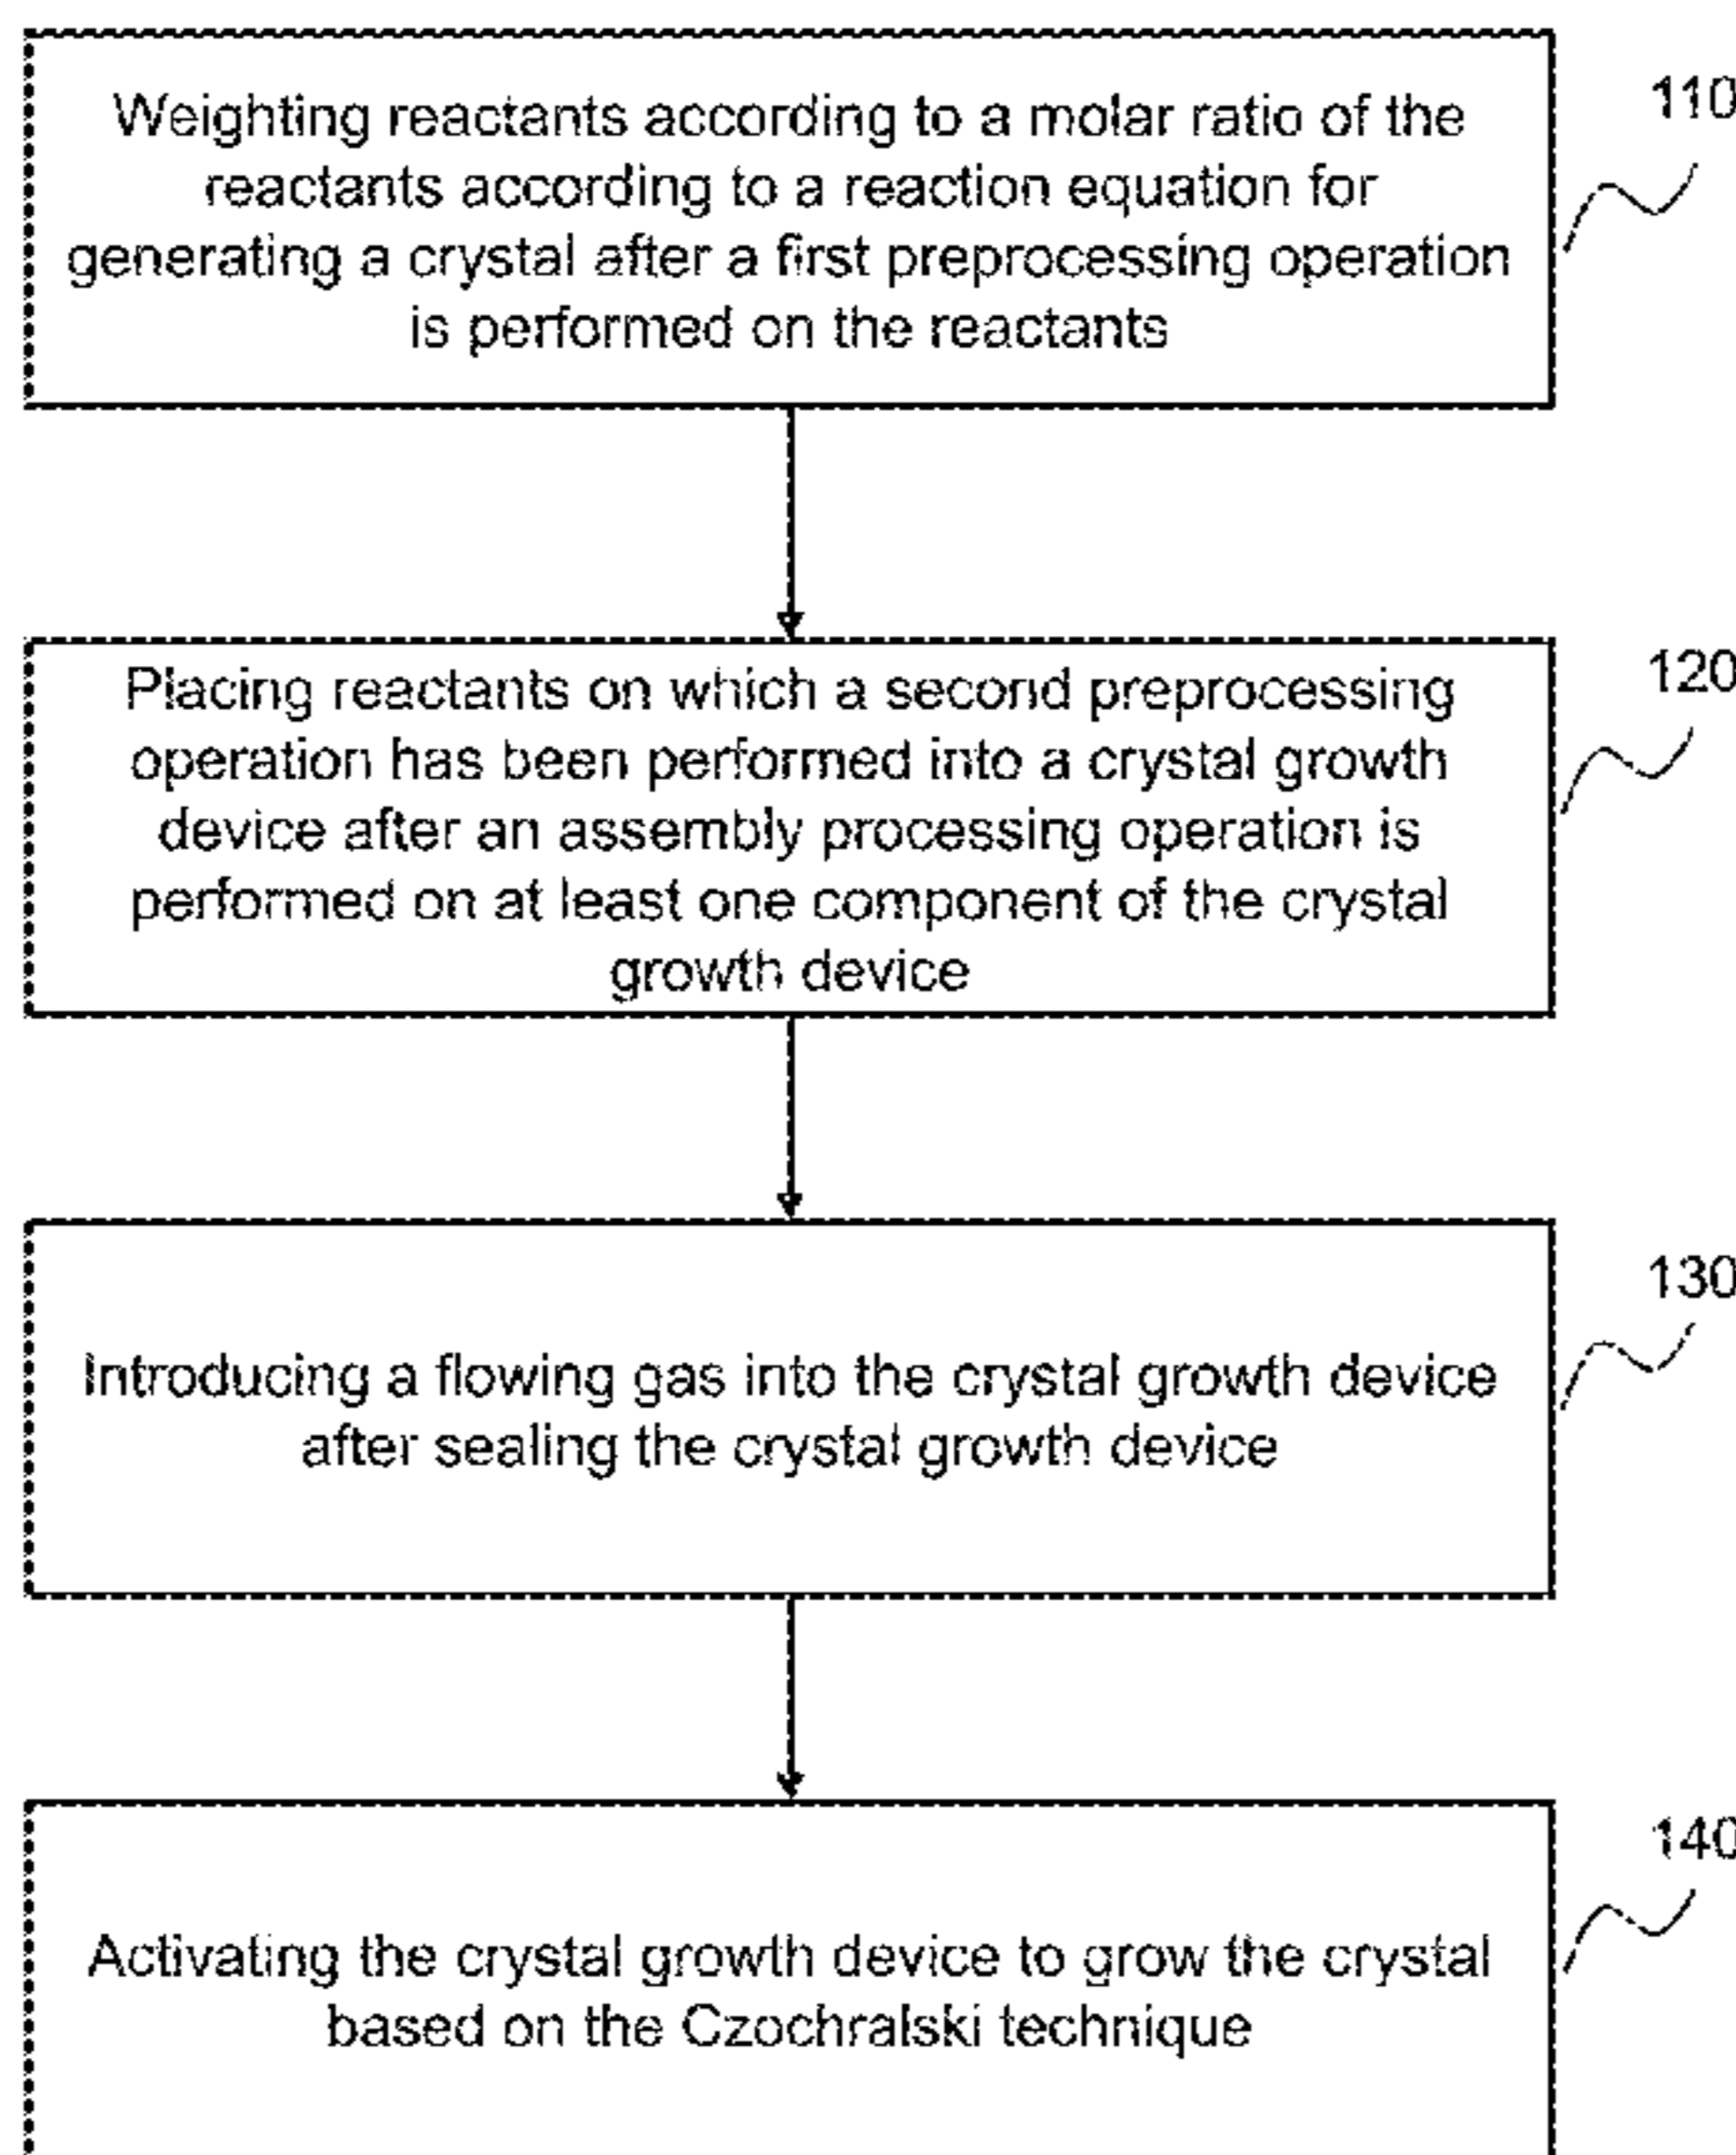 Weighting reactants according to a molar ratio of the
reactants according to a reaction equation for
generating a crystal after a first preprocessing operation
is performed on the reactants
110
Placing reactants on which a second preprocessing
operation has been performed into a crystal growth
device after an assembly processing operation is
performed on at least one component of the crystal
growth device
120
Introducing a flowing gas into the crystal growth device
after sealing the crystal growth device
130
Activating the crystal growth device to grow the crystal
based on the Czochralski technique
140